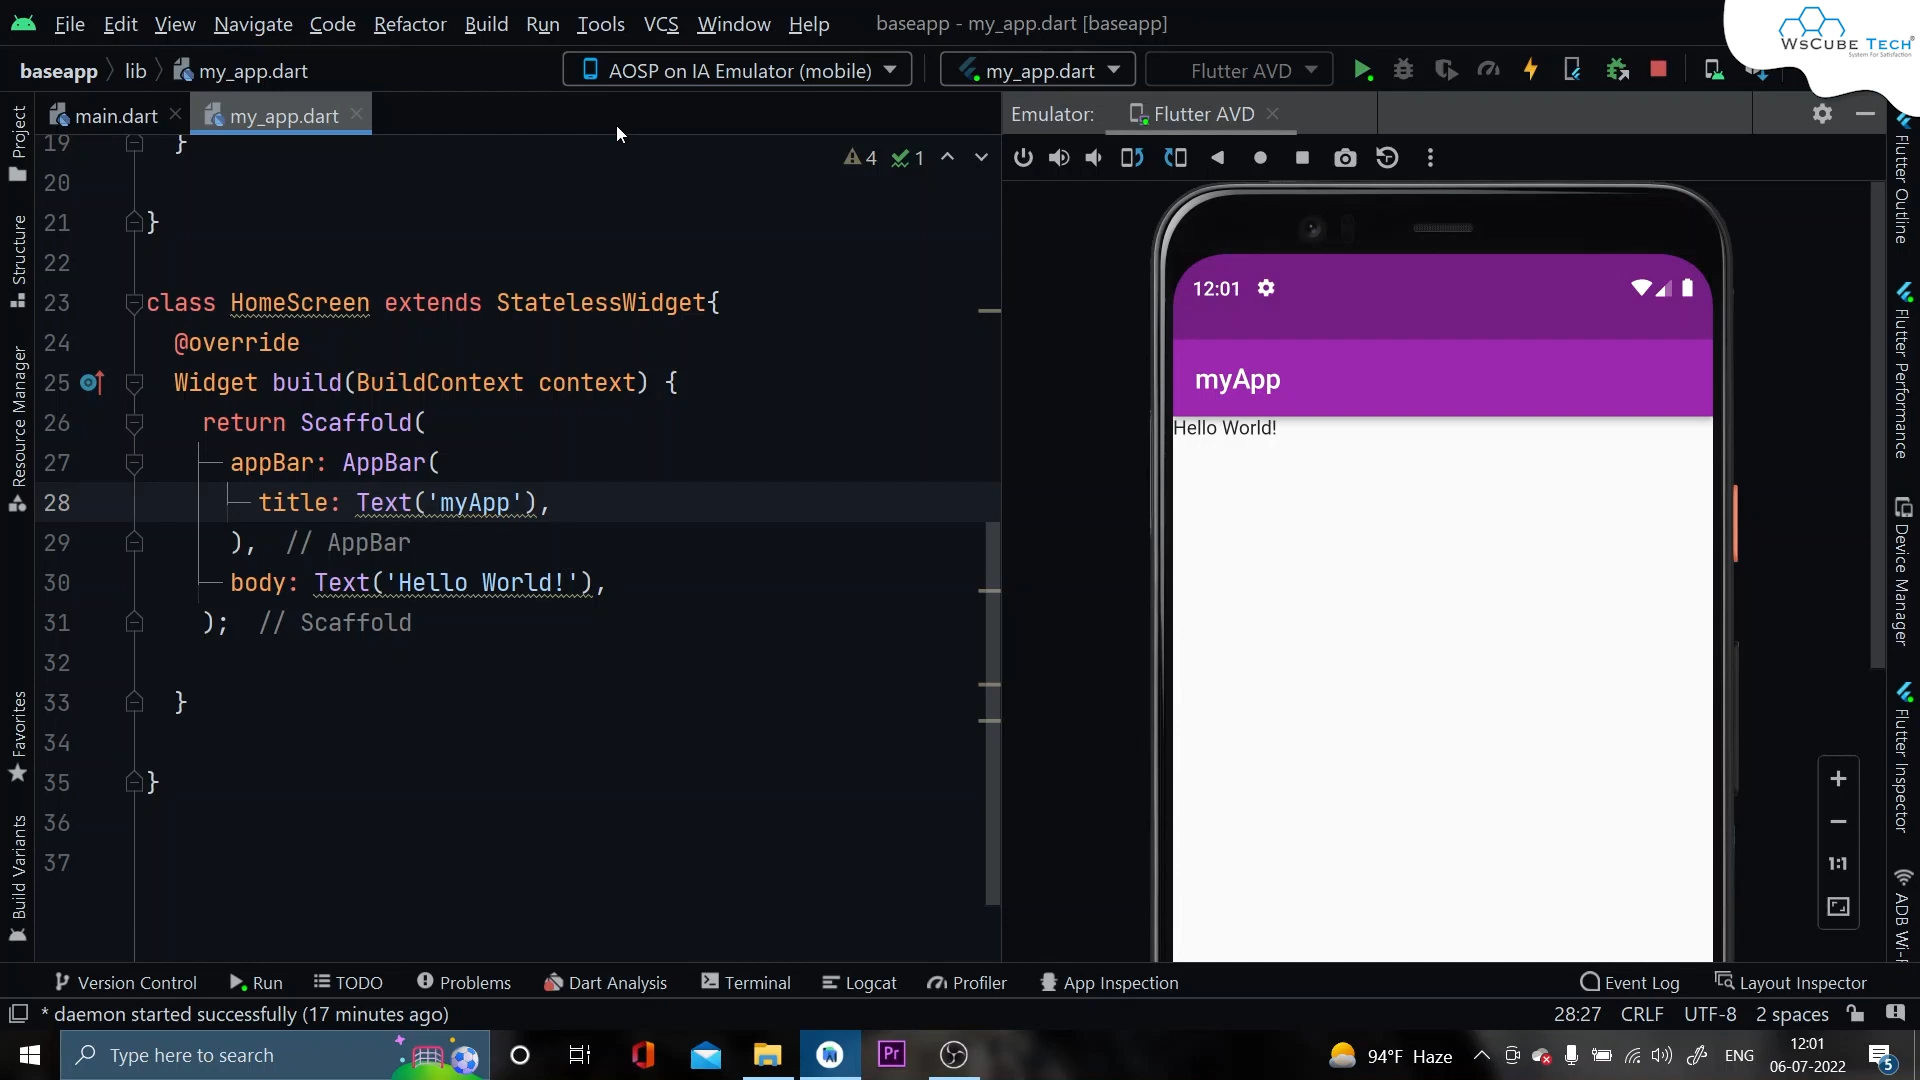 File Edit View Navigate Code Refactor Build Run Tools VCS Window Help baseapp - my_app.dart [baseapp]
WsCube Tech
System For Satisfaction
baseapp lib my_app.dart AOSP on IA Emulator (mobile) my_app.dart Flutter AVD
main.dart my_app.dart Emulator: Flutter AVD
4 1
19 }
20
21 }
22
23 class HomeScreen extends StatelessWidget{
24 @override
25 Widget build(BuildContext context) {
26 return Scaffold(
27 appBar: AppBar(
28 title: Text('myApp'),
29 ), // AppBar
30 body: Text('Hello World!'),
31 ); // Scaffold
32
33 }
34
35 }
36
37
Project
Structure
Resource Manager
Favorites
Build Variants
12:01
myApp
Hello World!
1:1
Flutter Outline
Flutter Performance
Device Manager
Flutter Inspector
ADB Wi-F
Version Control Run TODO Problems Dart Analysis Terminal Logcat Profiler App Inspection Event Log Layout Inspector
* daemon started successfully (17 minutes ago) 28:27 CRLF UTF-8 2 spaces
Type here to search Pr 94°F Haze ENG 12:01
06-07-2022 5